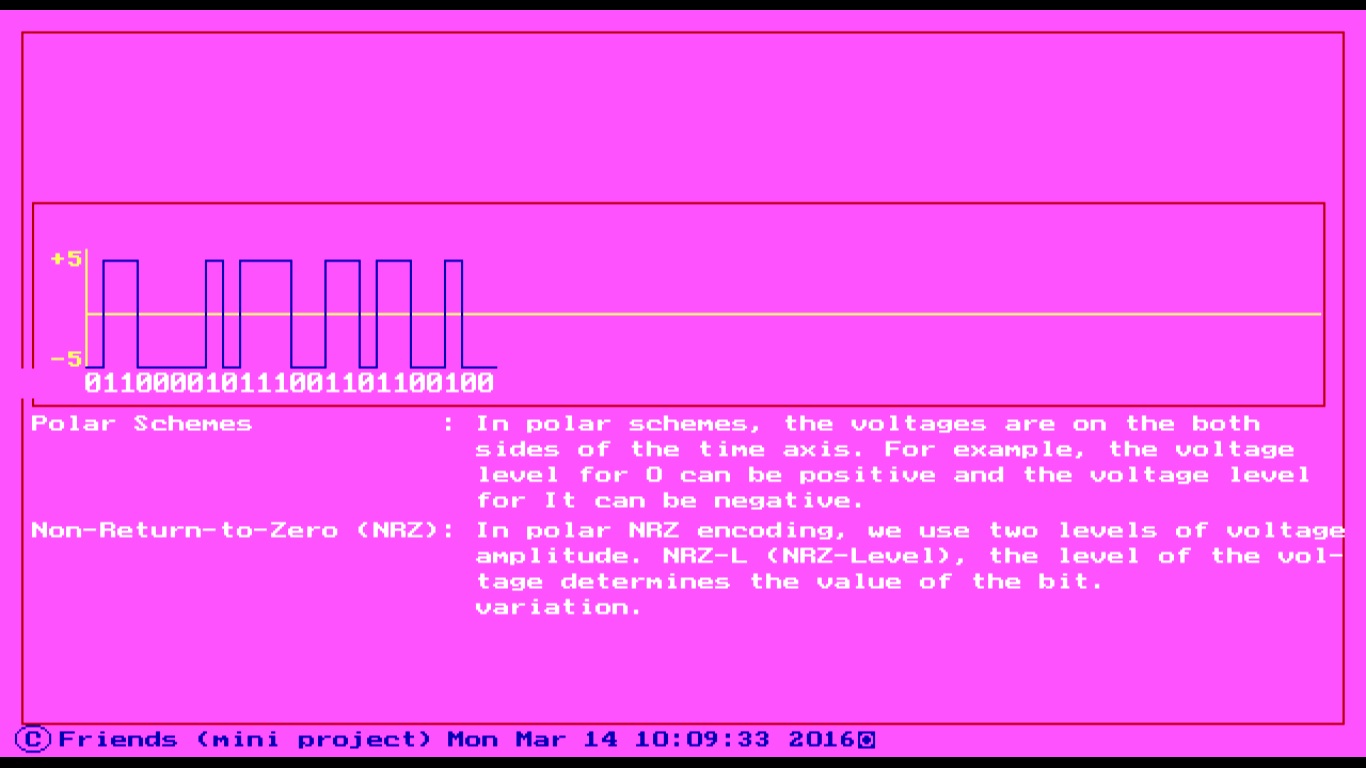 +5
-5
011000010111001101100100
Polar Schemes : In polar schemes, the voltages are on the both
sides of the time axis. For example, the voltage
level for 0 can be positive and the voltage level
for It can be negative.
Non-Return-to-Zero (NRZ): In polar NRZ encoding, we use two levels of voltage
amplitude. NRZ-L (NRZ-Level), the level of the vol-
tage determines the value of the bit.
variation.
©Friends (mini project) Mon Mar 14 10:09:33 2016◙